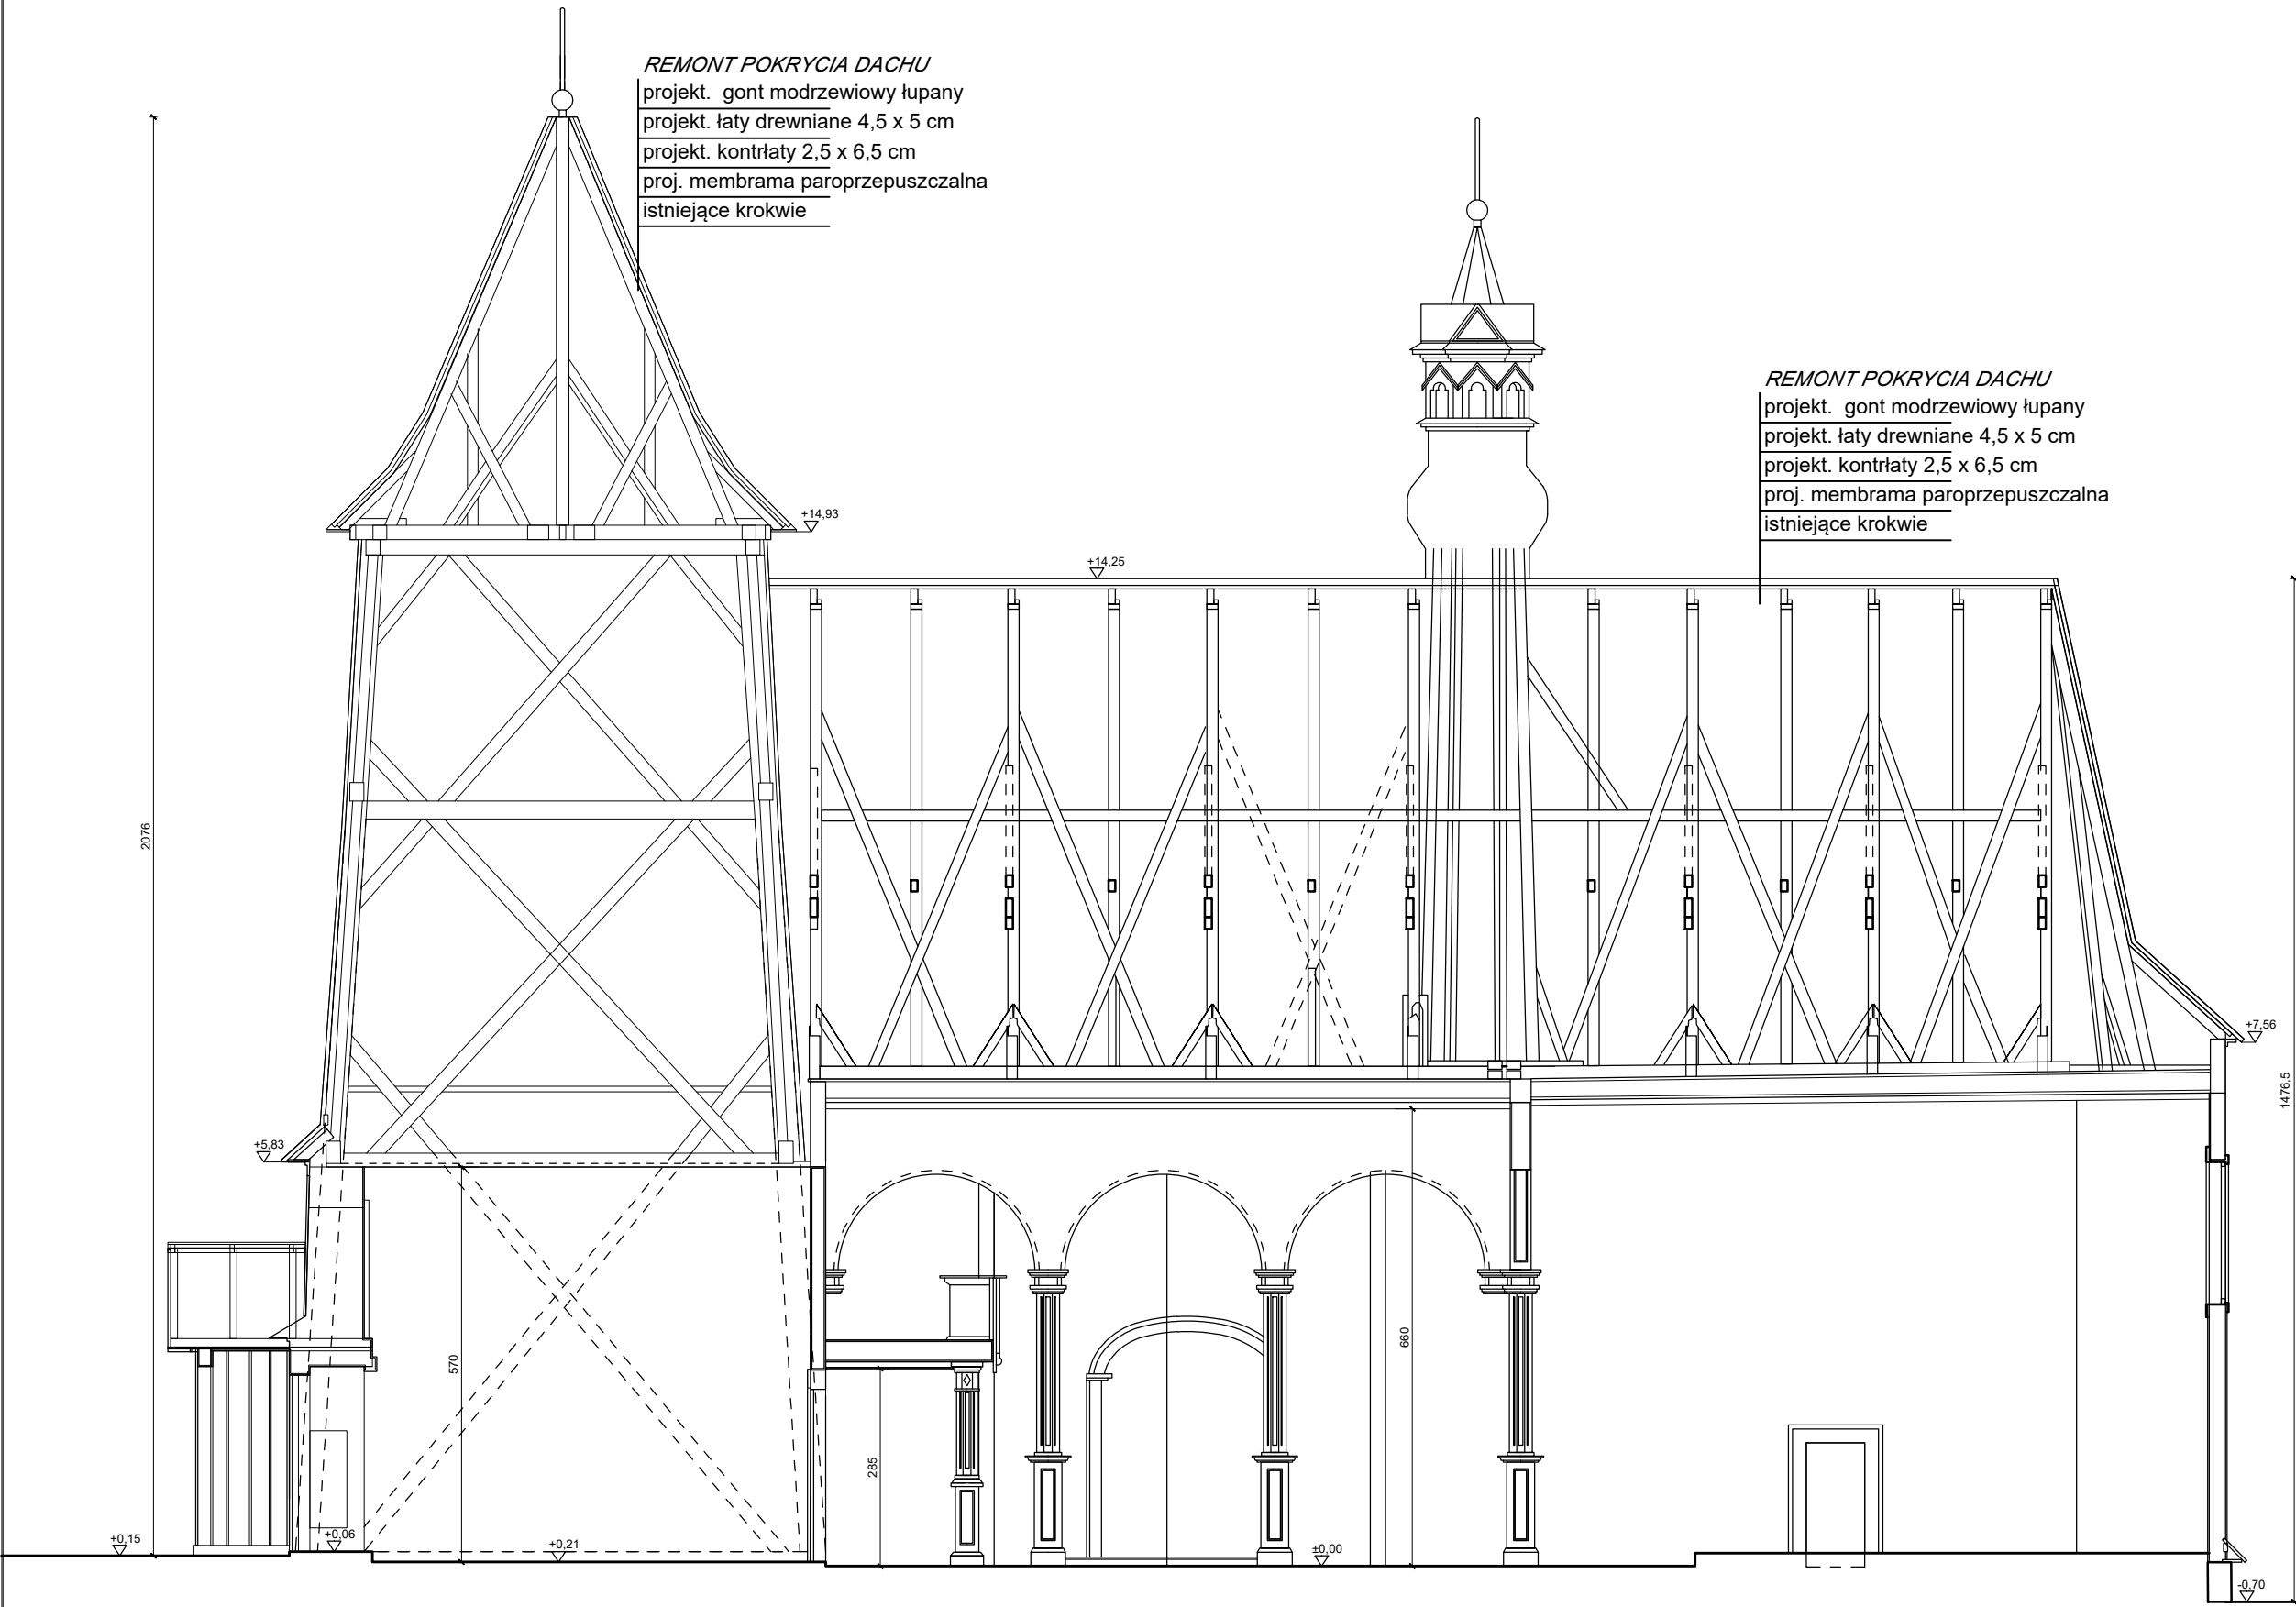 REMONT POKRYCIA DACHU
projekt. gont modrzewiowy łupany
projekt. łaty drewniane 4,5 x 5 cm
projekt. kontrłaty 2,5 x 6,5 cm
proj. membrama paroprzepuszczalna
istniejące krokwie
REMONT POKRYCIA DACHU
projekt. gont modrzewiowy łupany
projekt. łaty drewniane 4,5 x 5 cm
projekt. kontrłaty 2,5 x 6,5 cm
proj. membrama paroprzepuszczalna
istniejące krokwie
+14,93
+14,25
2076
+7,56
1476,5
+5,83
570
660
285
+0,15
+0,06
+0,21
±0,00
-0,70